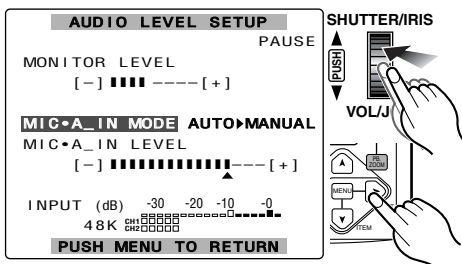 AUDIO LEVEL SETUP
PAUSE
MONITOR LEVEL
[–] ▮▮▮▮ – – – – [+]
MIC•A_IN MODE AUTO▶MANUAL
MIC•A_IN LEVEL
[–] ▮▮▮▮▮▮▮▮▮▮▮▮▮ – – – [+]
INPUT (dB) -30 -20 -10 -0
48K CH1
CH2
PUSH MENU TO RETURN
SHUTTER/IRIS
PUSH
VOL/J
PB.
ZOOM
MENU
ITEM